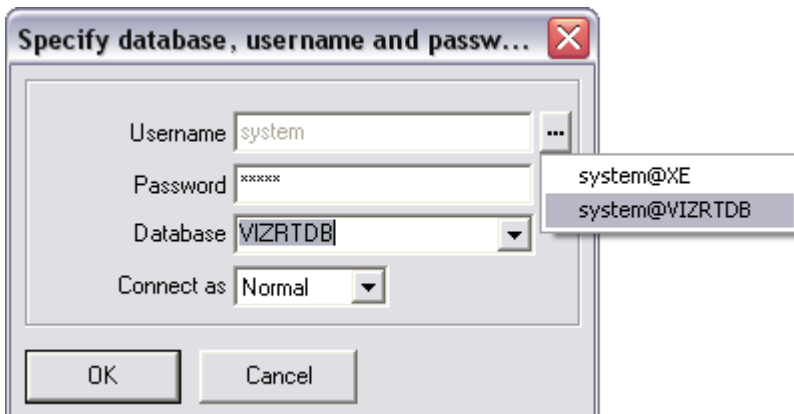 Specify database, username and passw...
Username system ...
Password *****
system@XE
system@VIZRTDB
Database VIZRTDB
Connect as Normal
OK Cancel